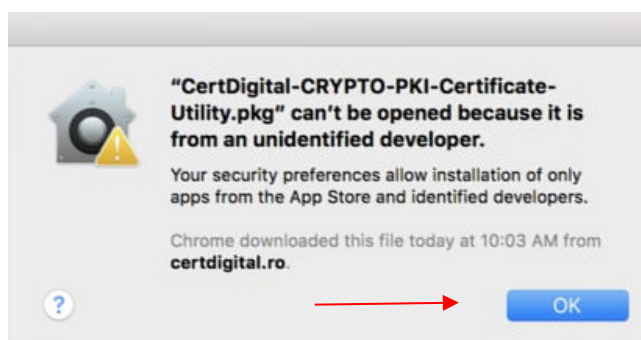 “CertDigital-CRYPTO-PKI-Certificate-
Utility.pkg” can’t be opened because it is
from an unidentified developer.
Your security preferences allow installation of only
apps from the App Store and identified developers.
Chrome downloaded this file today at 10:03 AM from
certdigital.ro.
?
OK